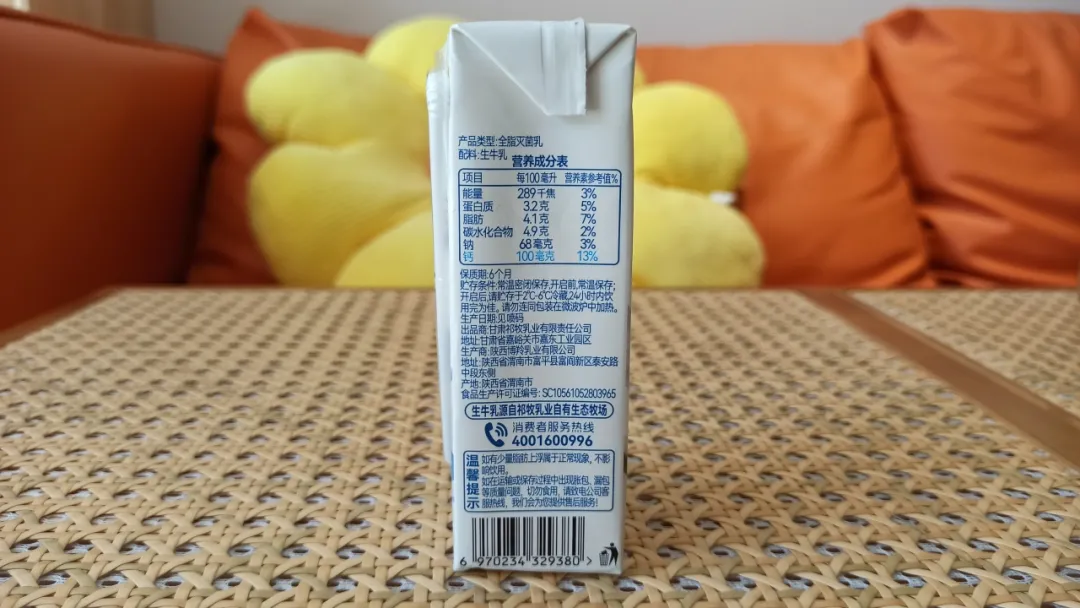 产品类型:全脂灭菌乳
配料:生牛乳
营养成分表
项目 每100毫升 营养素参考值%
能量 289千焦 3%
蛋白质 3.2克 5%
脂肪 4.1克 7%
碳水化合物 4.9克 2%
钠 68毫克 3%
钙 100毫克 13%
保质期:6个月
贮存条件:常温密闭保存,开启前,常温保存;
开启后,请贮存于2℃-6℃冷藏,24小时内饮
用完为佳。请勿连同包装在微波炉中加热。
生产日期:见喷码
出品商:甘肃祁牧乳业有限责任公司
地址:甘肃省嘉峪关市嘉东工业园区
生产商:陕西博羚乳业有限公司
地址:陕西省渭南市富平县富阎新区泰安路
中段东侧
产地:陕西省渭南市
食品生产许可证编号:SC10561052803965
生牛乳源自祁牧乳业自有生态牧场
消费者服务热线
4001600996
温馨提示
如有少量脂肪上浮属于正常现象,不影
响饮用。
如在运输或保存过程中出现胀包、漏包
等质量问题,切勿食用,请致电公司客
服热线,我们会为您提供售后服务!
6 970234 329380 >